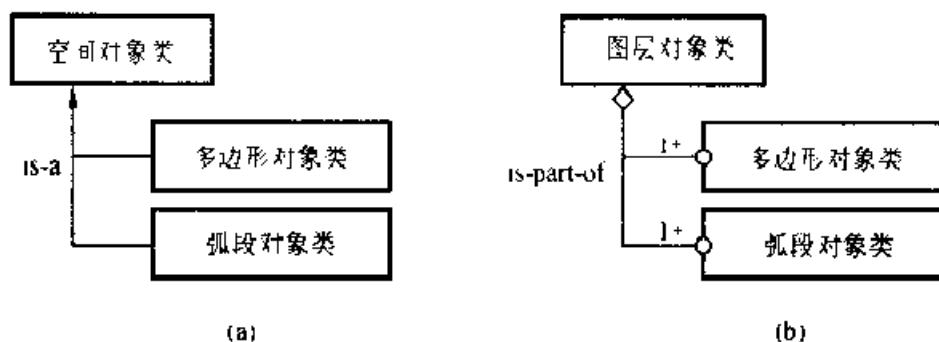 空间对象类
多边形对象类
is-a
弧段对象类
(a)
图层对象类
1+
多边形对象类
is-part-of
1+
弧段对象类
(b)